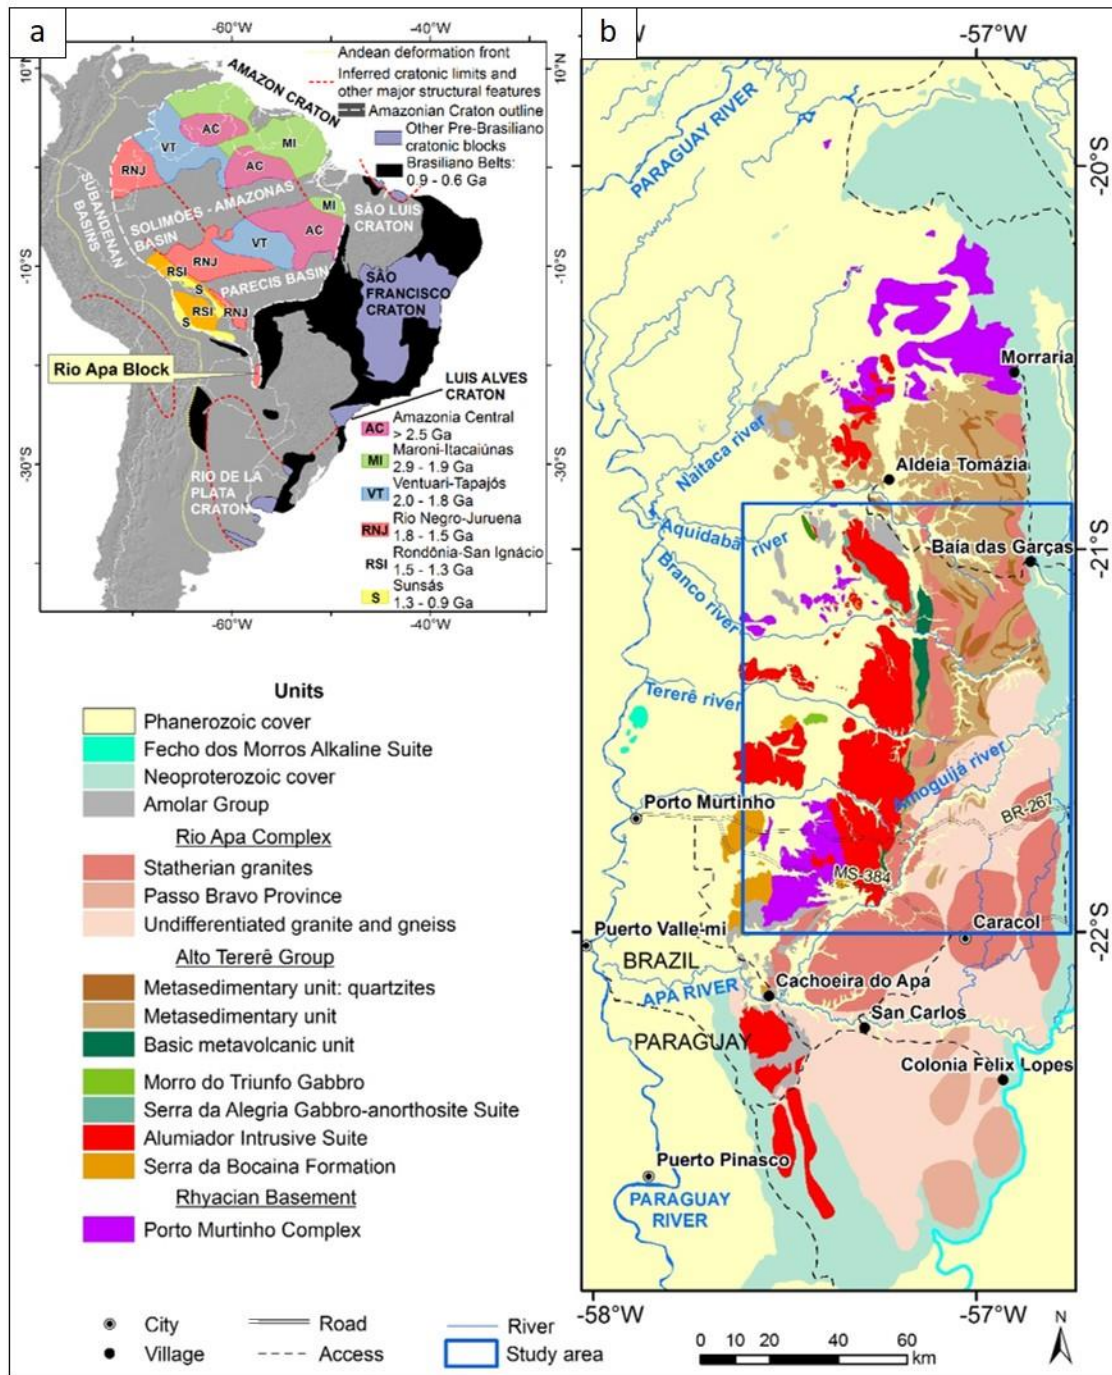 a
-60°W
-40°W
10°N
10°N
-10°S
-10°S
-30°S
-30°S
-60°W
-40°W
Andean deformation front
Inferred cratonic limits and
other major structural features
Amazonian Craton outline
Other Pre-Brasiliano
cratonic blocks
Brasiliano Belts:
0.9 - 0.6 Ga
AMAZON CRATON
AC
MI
VT
RNJ
AC
MI
AC
VT
RNJ
RSI
S
RSI
S
RNJ
SUBANDENAN
BASINS
SOLIMÕES - AMAZONAS
BASIN
PARECIS BASIN
SÃO LUIS
CRATON
SÃO
FRANCISCO
CRATON
Rio Apa Block
LUIS ALVES
CRATON
RIO DE LA
PLATA
CRATON
AC Amazonia Central
> 2.5 Ga
MI Maroni-Itacaiúnas
2.9 - 1.9 Ga
VT Ventuari-Tapajós
2.0 - 1.8 Ga
RNJ Rio Negro-Juruena
1.8 - 1.5 Ga
RSI Rondônia-San Ignácio
1.5 - 1.3 Ga
S Sunsás
1.3 - 0.9 Ga
Units
Phanerozoic cover
Fecho dos Morros Alkaline Suite
Neoproterozoic cover
Amolar Group
Rio Apa Complex
Statherian granites
Passo Bravo Province
Undifferentiated granite and gneiss
Alto Tererê Group
Metasedimentary unit: quartzites
Metasedimentary unit
Basic metavolcanic unit
Morro do Triunfo Gabbro
Serra da Alegria Gabbro-anorthosite Suite
Alumiador Intrusive Suite
Serra da Bocaina Formation
Rhyacian Basement
Porto Murtinho Complex
City
Village
Road
Access
River
Study area
b
°W
-57°W
-20°S
-21°S
-22°S
-58°W
-57°W
PARAGUAY RIVER
Morraria
Naitaca river
Aldeia Tomázia
Aquidabã river
Baía das Garças
Branco river
Tererê river
Amoguijá river
Porto Murtinho
BR-267
MS-384
Caracol
Puerto Valle-mi
BRAZIL
APA RIVER
Cachoeira do Apa
PARAGUAY
San Carlos
Colonia Fèlix Lopes
Puerto Pinasco
PARAGUAY
RIVER
0 10 20 40 60
km
N